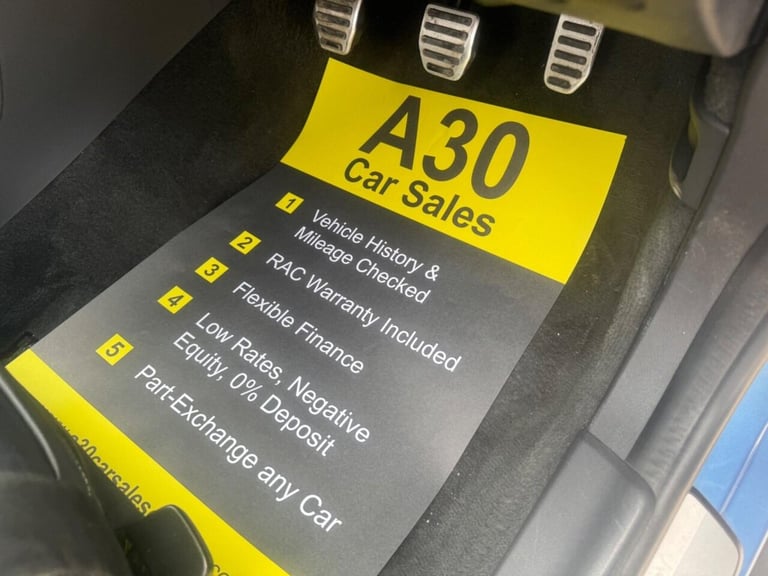 A30
Car Sales
1 Vehicle History &
Mileage Checked
2 RAC Warranty Included
3 Flexible Finance
4 Low Rates, Negative
Equity, 0% Deposit
5 Part-Exchange any Car
a30carsales